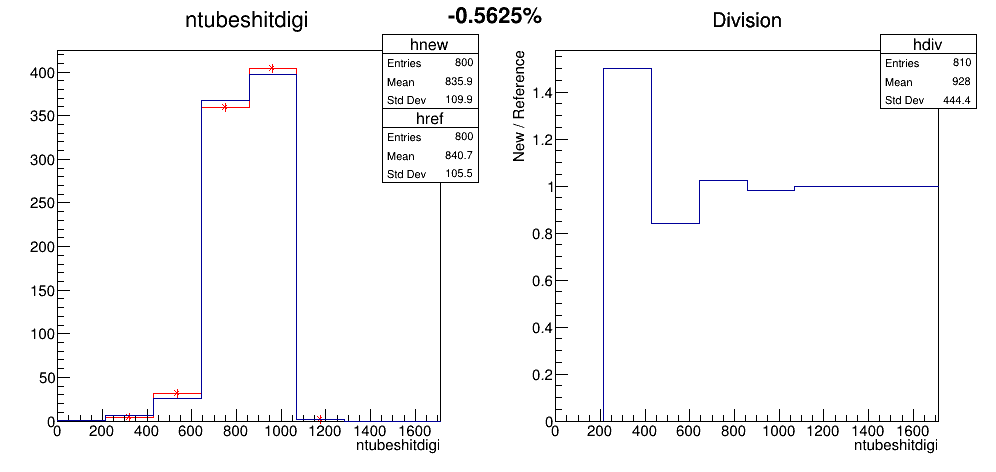 -0.5625%
ntubeshitdigi
hnew
Entries 800
Mean 835.9
Std Dev 109.9
href
Entries 800
Mean 840.7
Std Dev 105.5
400
350
300
250
200
150
100
50
0
0 200 400 600 800 1000 1200 1400 1600
ntubeshitdigi
Division
hdiv
Entries 810
Mean 928
Std Dev 444.4
New / Reference
1.4
1.2
1
0.8
0.6
0.4
0.2
0
0 200 400 600 800 1000 1200 1400 1600
ntubeshitdigi